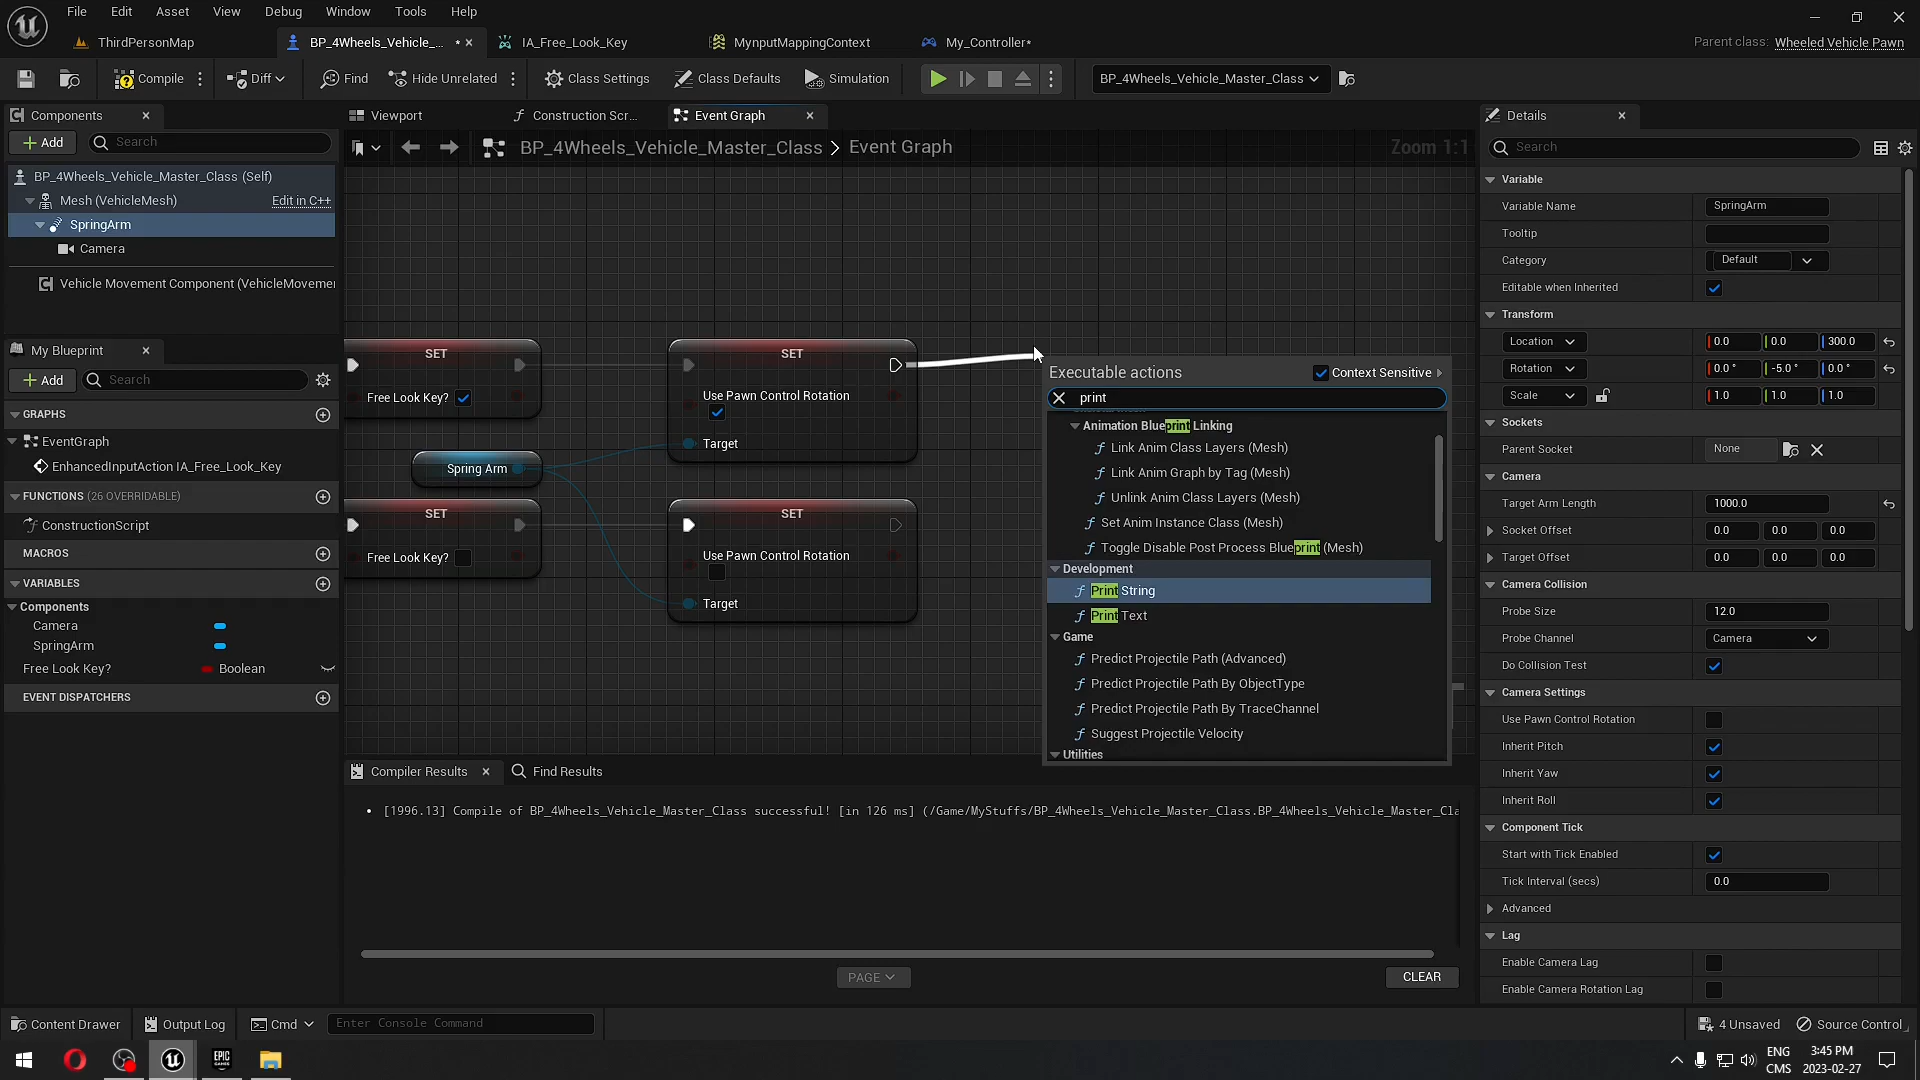 File Edit Asset View Debug Window Tools Help
ThirdPersonMap
BP_4Wheels_Vehicle_... *
IA_Free_Look_Key
MynputMappingContext
My_Controller*
Parent class: Wheeled Vehicle Pawn
Compile
Diff
Find
Hide Unrelated
Class Settings
Class Defaults
Simulation
BP_4Wheels_Vehicle_Master_Class
Components
Add
Search
BP_4Wheels_Vehicle_Master_Class (Self)
Mesh (VehicleMesh)
Edit in C++
SpringArm
Camera
Vehicle Movement Component (VehicleMovemer
My Blueprint
Add
Search
GRAPHS
EventGraph
EnhancedInputAction IA_Free_Look_Key
FUNCTIONS (26 OVERRIDABLE)
ConstructionScript
MACROS
VARIABLES
Components
Camera
SpringArm
Free Look Key?
Boolean
EVENT DISPATCHERS
Viewport
Construction Scr...
Event Graph
BP_4Wheels_Vehicle_Master_Class > Event Graph
Zoom 1:1
SET
Free Look Key?
SET
Use Pawn Control Rotation
Target
Spring Arm
SET
Free Look Key?
SET
Use Pawn Control Rotation
Target
Executable actions
Context Sensitive
print
Animation Blueprint Linking
Link Anim Class Layers (Mesh)
Link Anim Graph by Tag (Mesh)
Unlink Anim Class Layers (Mesh)
Set Anim Instance Class (Mesh)
Toggle Disable Post Process Blueprint (Mesh)
Development
Print String
Print Text
Game
Predict Projectile Path (Advanced)
Predict Projectile Path By ObjectType
Predict Projectile Path By TraceChannel
Suggest Projectile Velocity
Utilities
Compiler Results
Find Results
[1996.13] Compile of BP_4Wheels_Vehicle_Master_Class successful! [in 126 ms] (/Game/MyStuffs/BP_4Wheels_Vehicle_Master_Class.BP_4Wheels_Vehicle_Master_Cla
PAGE
CLEAR
Details
Search
Variable
Variable Name SpringArm
Tooltip
Category Default
Editable when Inherited
Transform
Location 0.0 0.0 300.0
Rotation 0.0 ° -5.0 ° 0.0 °
Scale 1.0 1.0 1.0
Sockets
Parent Socket None
Camera
Target Arm Length 1000.0
Socket Offset 0.0 0.0 0.0
Target Offset 0.0 0.0 0.0
Camera Collision
Probe Size 12.0
Probe Channel Camera
Do Collision Test
Camera Settings
Use Pawn Control Rotation
Inherit Pitch
Inherit Yaw
Inherit Roll
Component Tick
Start with Tick Enabled
Tick Interval (secs) 0.0
Advanced
Lag
Enable Camera Lag
Enable Camera Rotation Lag
Content Drawer
Output Log
Cmd
Enter Console Command
4 Unsaved
Source Control
EPIC
GAMES
ENG
CMS
3:45 PM
2023-02-27